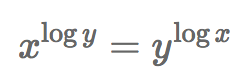 x^{\log y} = y^{\log x}